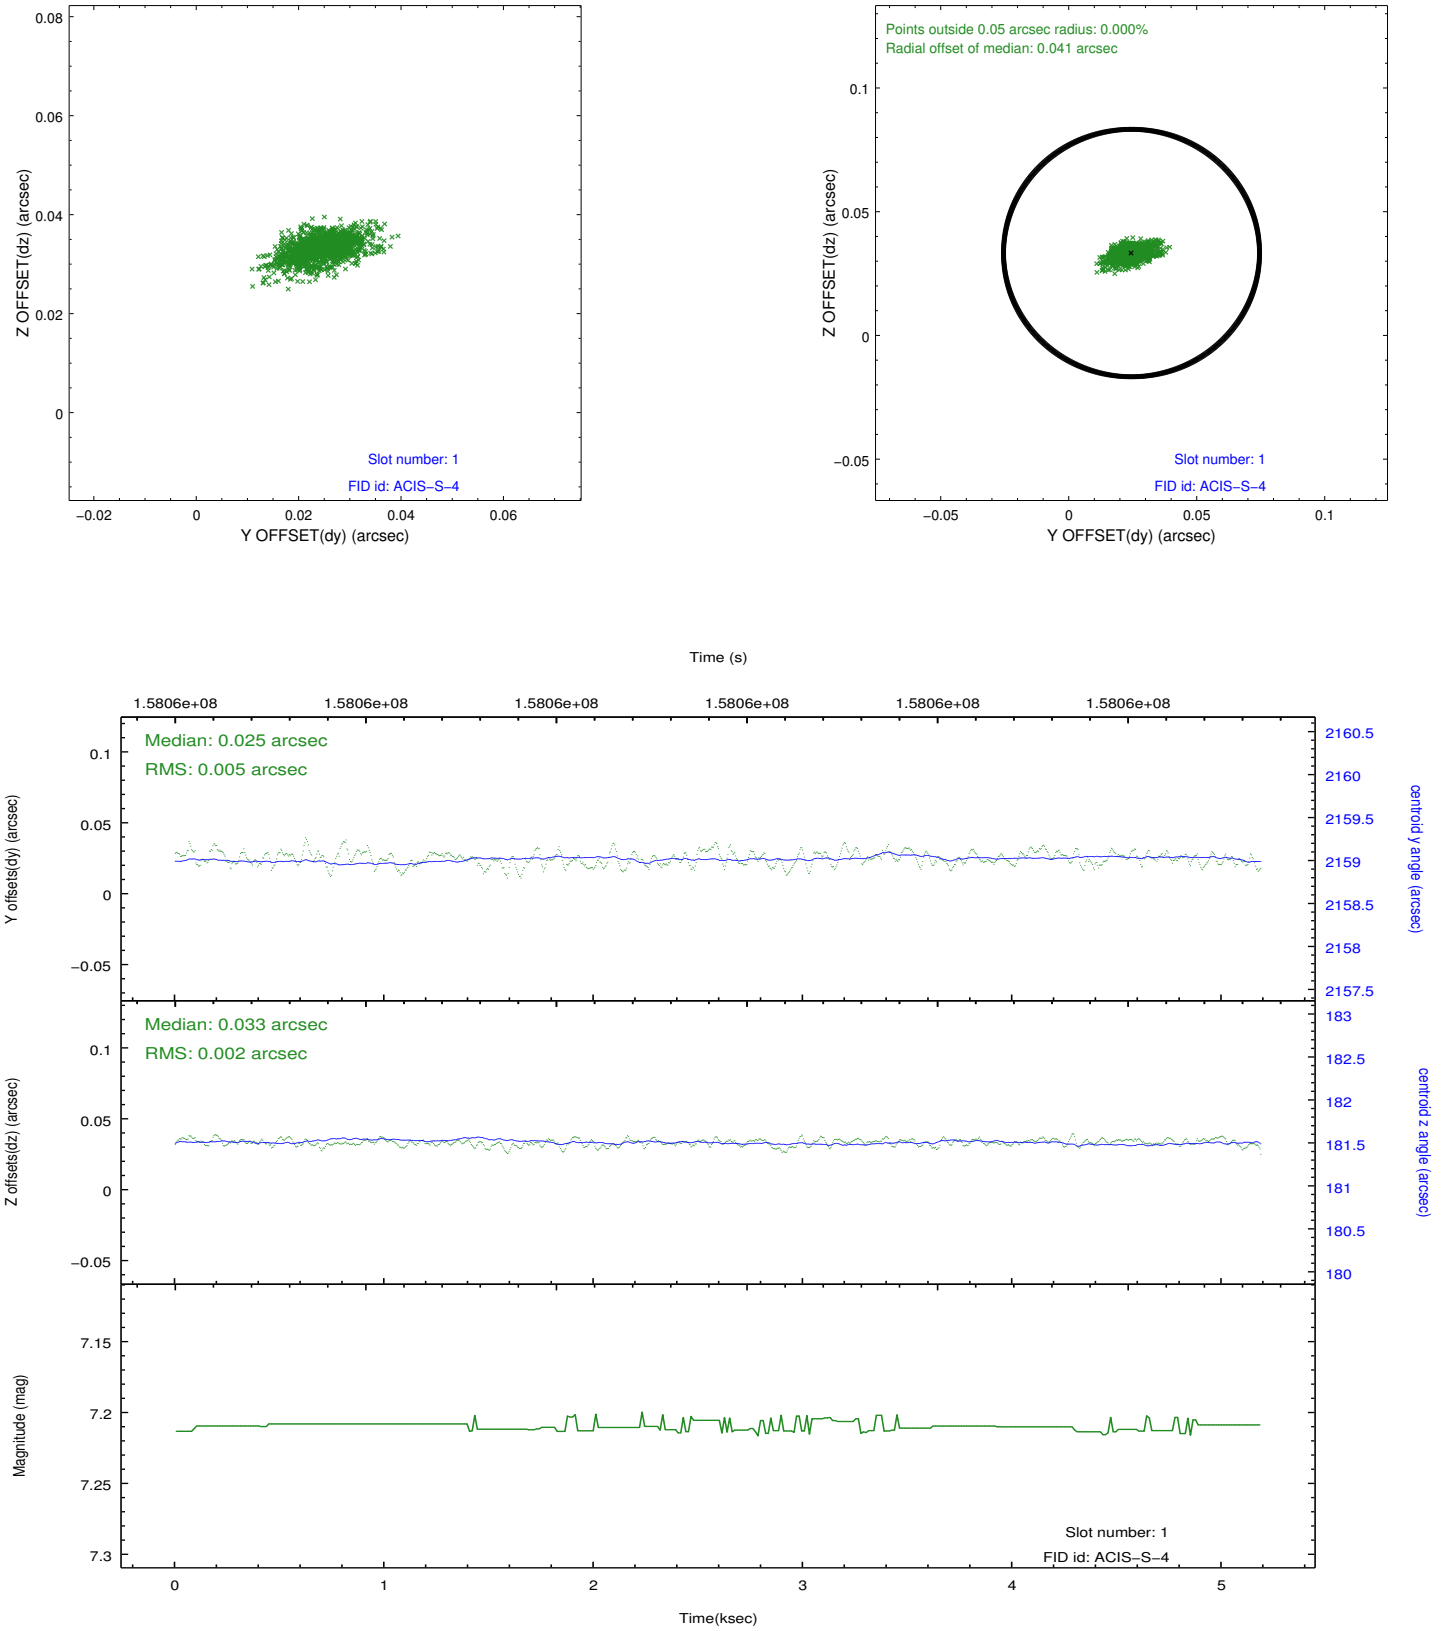 0.08
0.06
0.04
0.02
0
Z OFFSET(dz) (arcsec)
Slot number: 1
FID id: ACIS−S−4
−0.02 0 0.02 0.04 0.06
Y OFFSET(dy) (arcsec)
Points outside 0.05 arcsec radius: 0.000%
Radial offset of median: 0.041 arcsec
0.1
0.05
0
−0.05
Z OFFSET(dz) (arcsec)
Slot number: 1
FID id: ACIS−S−4
−0.05 0 0.05 0.1
Y OFFSET(dy) (arcsec)
Time (s)
1.5806e+08 1.5806e+08 1.5806e+08 1.5806e+08 1.5806e+08 1.5806e+08
Median: 0.025 arcsec
RMS: 0.005 arcsec
0.1
0.05
0
−0.05
Y offsets(dy) (arcsec)
2160.5
2160
2159.5
2159
2158.5
2158
2157.5
centroid y angle (arcsec)
Median: 0.033 arcsec
RMS: 0.002 arcsec
0.1
0.05
0
−0.05
Z offsets(dz) (arcsec)
183
182.5
182
181.5
181
180.5
180
centroid z angle (arcsec)
7.15
7.2
7.25
7.3
Magnitude (mag)
Slot number: 1
FID id: ACIS−S−4
0 1 2 3 4 5
Time(ksec)